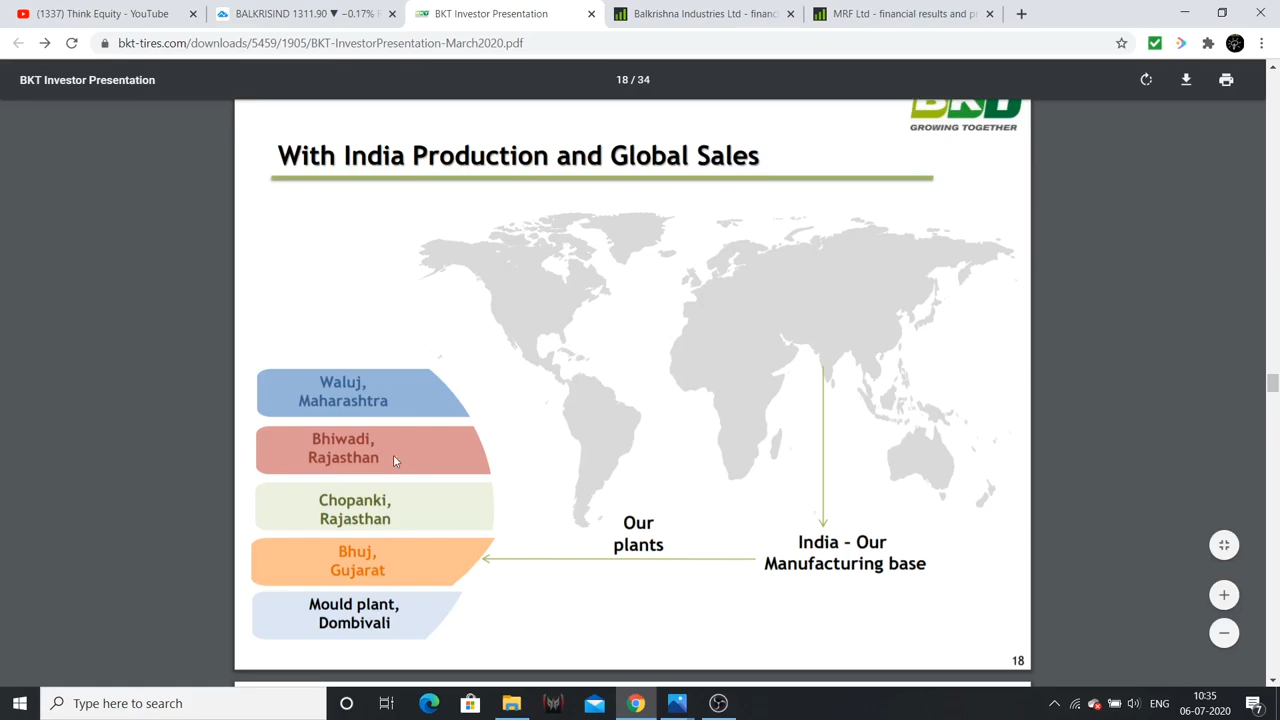 (1337) Think Equity - YouTube
BALKRISIND 1311.90 ▼ −0.17% F
BKT Investor Presentation
Balkrishna Industries Ltd - financ
MRF Ltd - financial results and pr
bkt-tires.com/downloads/5459/1905/BKT-InvestorPresentation-March2020.pdf
BKT Investor Presentation
18 / 34
BKT
GROWING TOGETHER
With India Production and Global Sales
Waluj,
Maharashtra
Bhiwadi,
Rajasthan
Chopanki,
Rajasthan
Bhuj,
Gujarat
Mould plant,
Dombivali
Our
plants
India - Our
Manufacturing base
18
Type here to search
ENG
10:35
06-07-2020
7